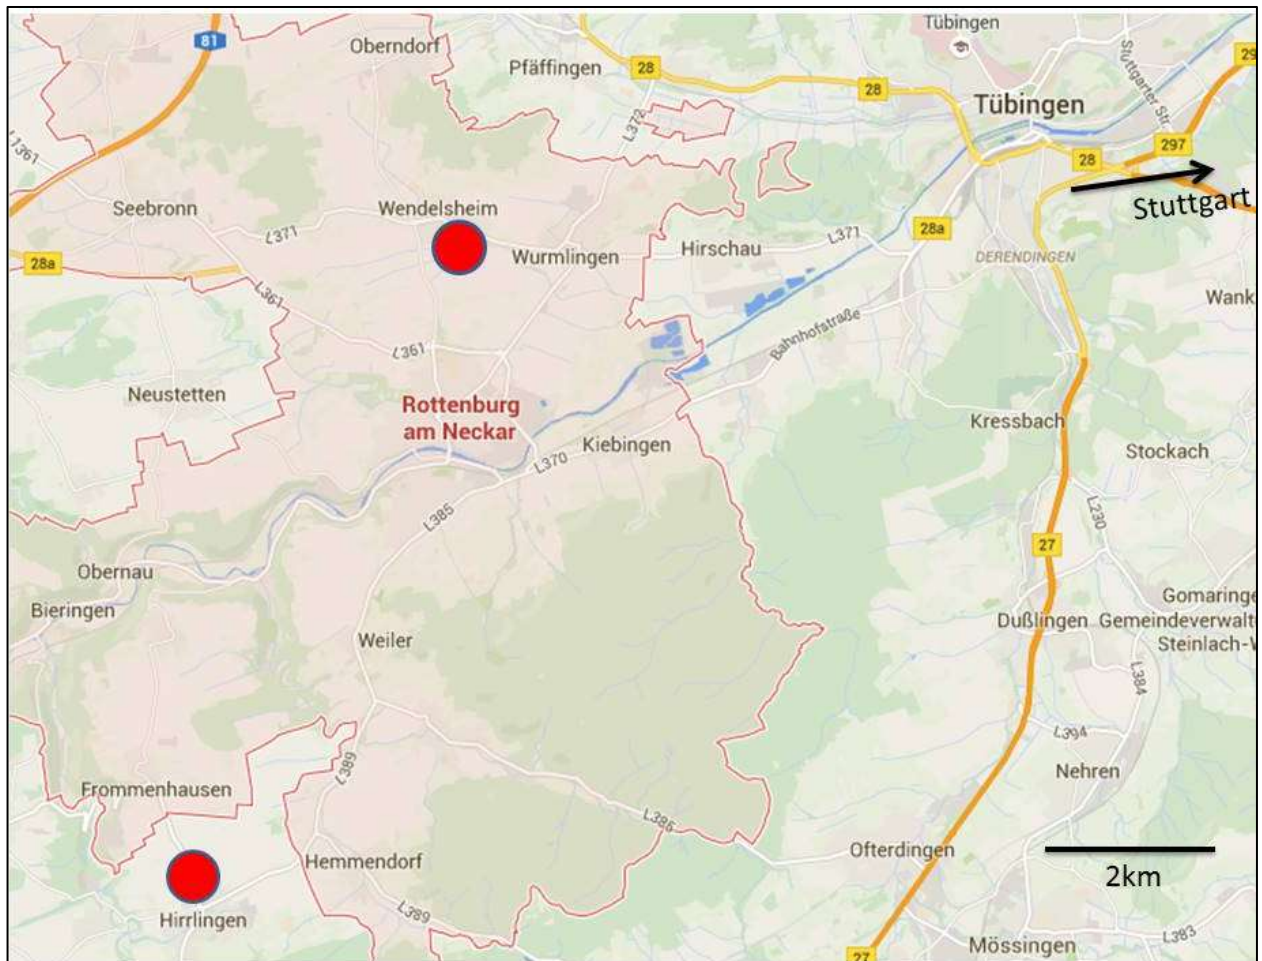 81
Oberndorf
Pfäffingen
28
28
Tübingen
Tübingen
Stuttgarter Str.
29
297
28
Stuttgart
L1361
L372
Seebronn
Wendelsheim
L371
Wurmlingen
Hirschau
L371
28a
DERENDINGEN
28a
L361
Wank
L361
Bahnhofstraße
Neustetten
Rottenburg
am Neckar
Kiebingen
Kressbach
Stockach
L370
L385
L230
27
Obernau
Bieringen
Gomaringe
Dußlingen
Gemeindeverwalt
Steinlach-W
Weiler
L384
L394
Nehren
L389
Frommenhausen
L385
Hemmendorf
Ofterdingen
2km
Hirrlingen
L389
Mössingen
L383
27